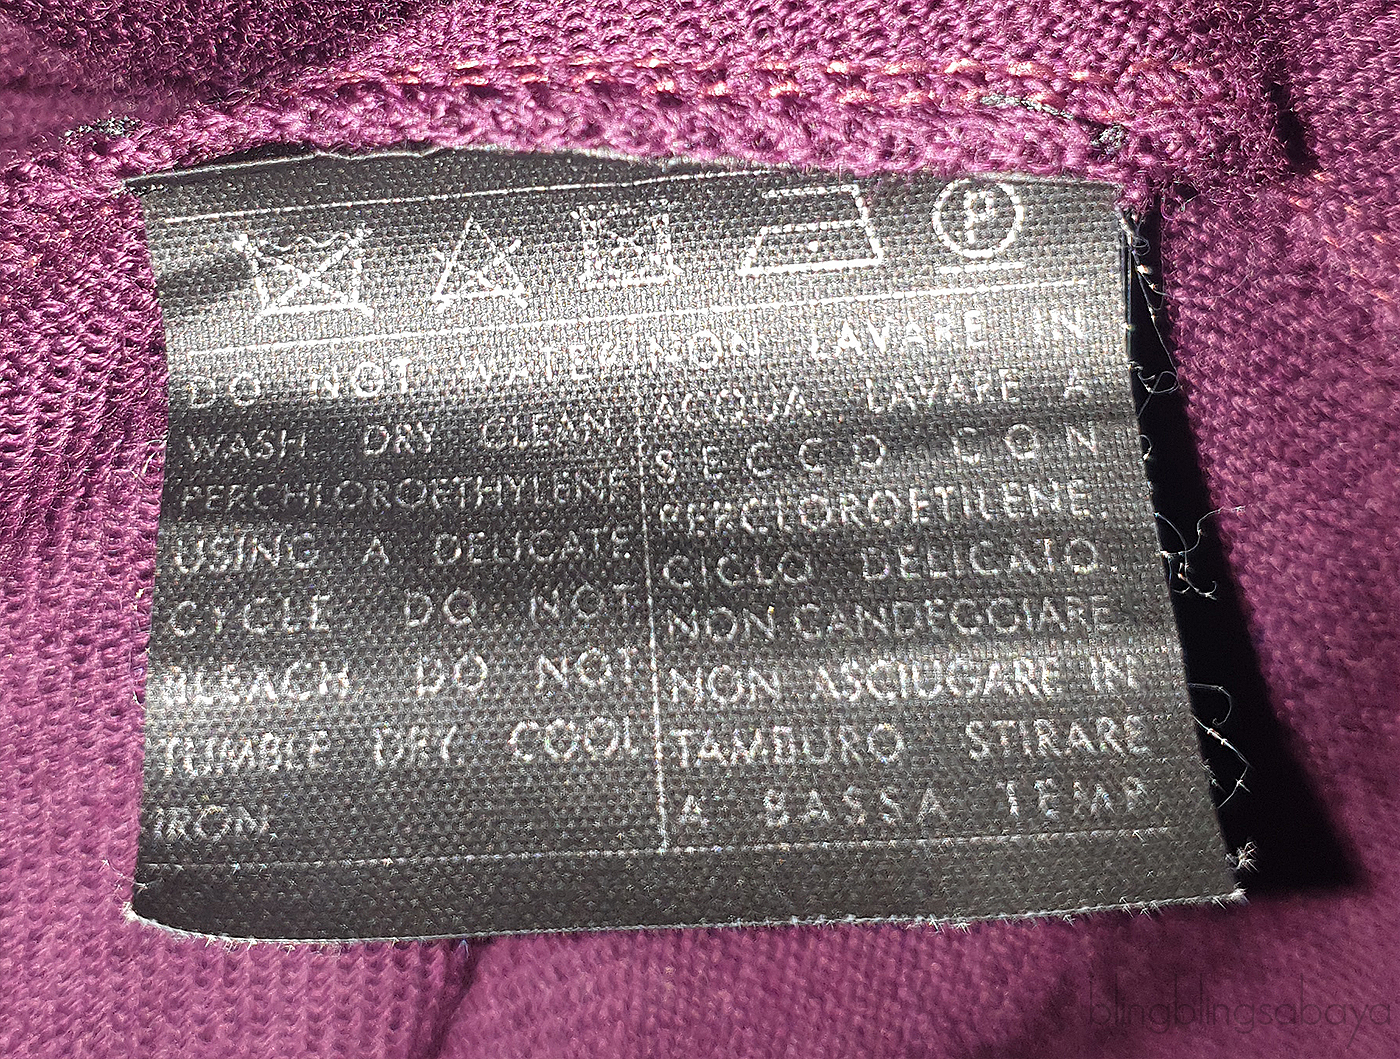 P
DO NOT WATER
WASH DRY CLEAN,
PERCHLOROETHYLENE
USING A DELICATE
CYCLE DO NOT
BLEACH DO NOT
TUMBLE DRY. COOL
IRON.
NON LAVARE IN
ACQUA LAVARE A
SECCO CON
PERCLOROETILENE
CICLO DELICATO
NON CANDEGGIARE
NON ASCIUGARE IN
TAMBURO STIRARE
A BASSA TEMP.
blingblingsabaya